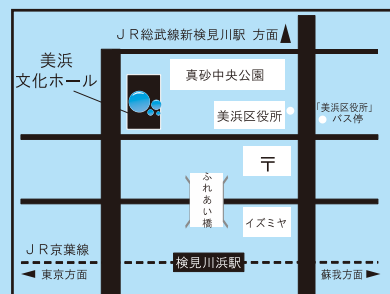 JR総武線新検見川駅 方面
美浜
文化ホール
真砂中央公園
美浜区役所
「美浜区役所」
バス停
〒
ふれあい橋
イズミヤ
JR京葉線
検見川浜駅
東京方面
蘇我方面